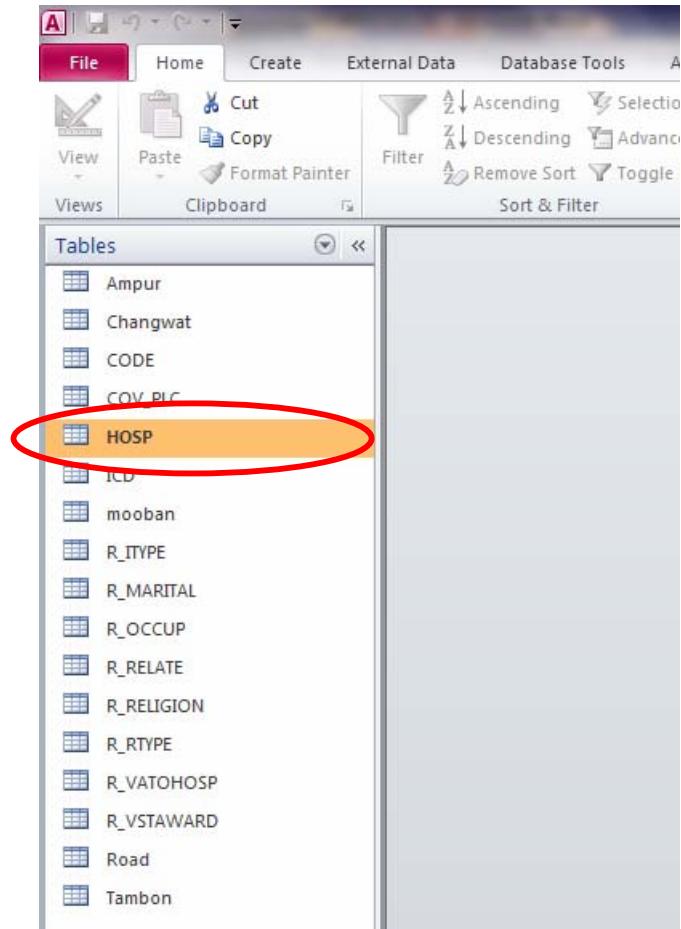 A
File Home Create External Data Database Tools A
View Paste Cut Copy Format Painter Filter Ascending Descending Remove Sort Advanc Toggle
Views Clipboard Sort & Filter
Tables
Ampur
Changwat
CODE
COV_PLC
HOSP
ICD
mooban
R_ITYPE
R_MARITAL
R_OCCUP
R_RELATE
R_RELIGION
R_RTYPE
R_VATOHOSP
R_VSTAWARD
Road
Tambon